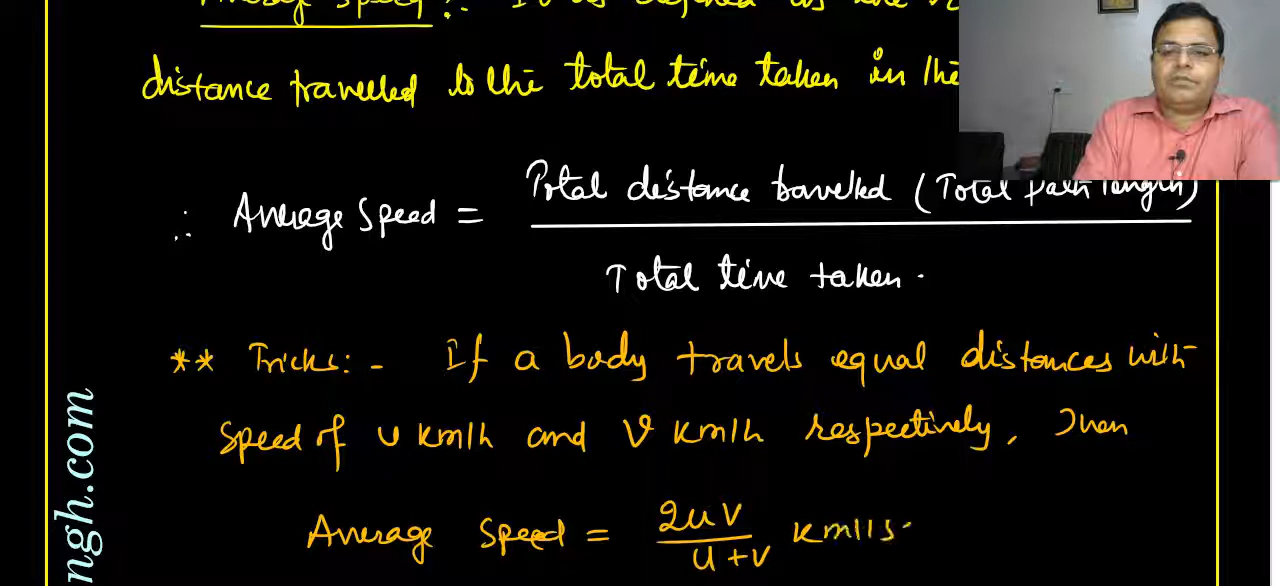 Average Speed :-
distance travelled to the total time taken in the
∴ Average Speed = Total distance travelled (Total path length)
Total time taken.
** Tricks:- If a body travels equal distances with
speed of u km/h and v km/h respectively, then
Average Speed = 2uv
u+v km/s.
ngh.com